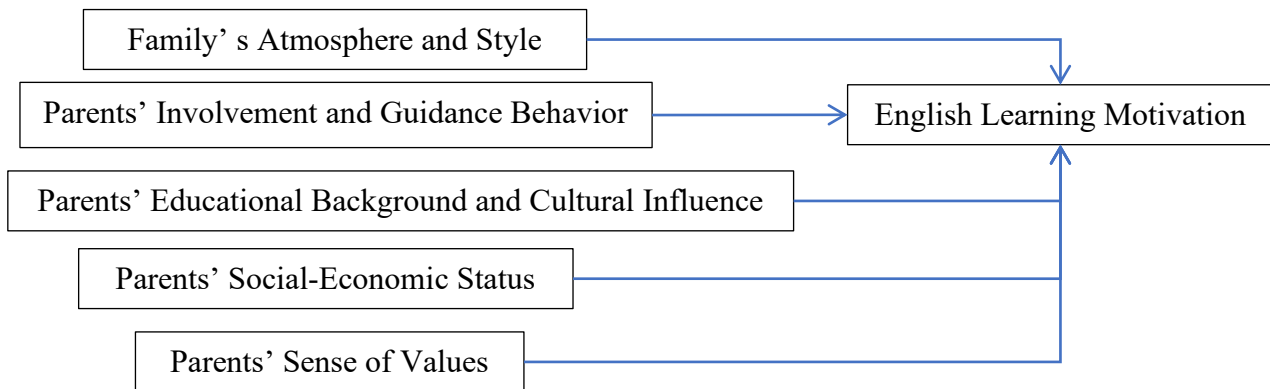 Family’ s Atmosphere and Style
Parents’ Involvement and Guidance Behavior
English Learning Motivation
Parents’ Educational Background and Cultural Influence
Parents’ Social-Economic Status
Parents’ Sense of Values